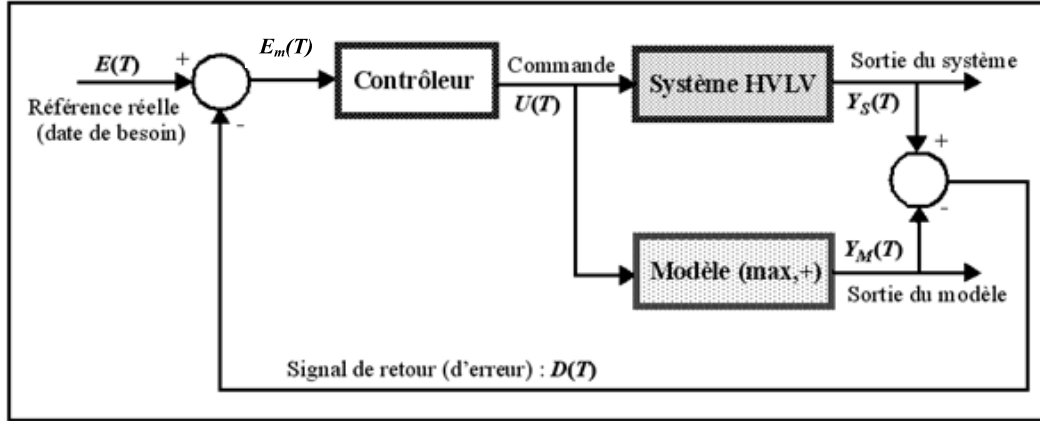 E(T)
+
-
Référence réelle
(date de besoin)
Em(T)
Contrôleur
Commande
U(T)
Système HVLV
Sortie du système
YS(T)
+
-
Modèle (max,+)
YM(T)
Sortie du modèle
Signal de retour (d'erreur) : D(T)